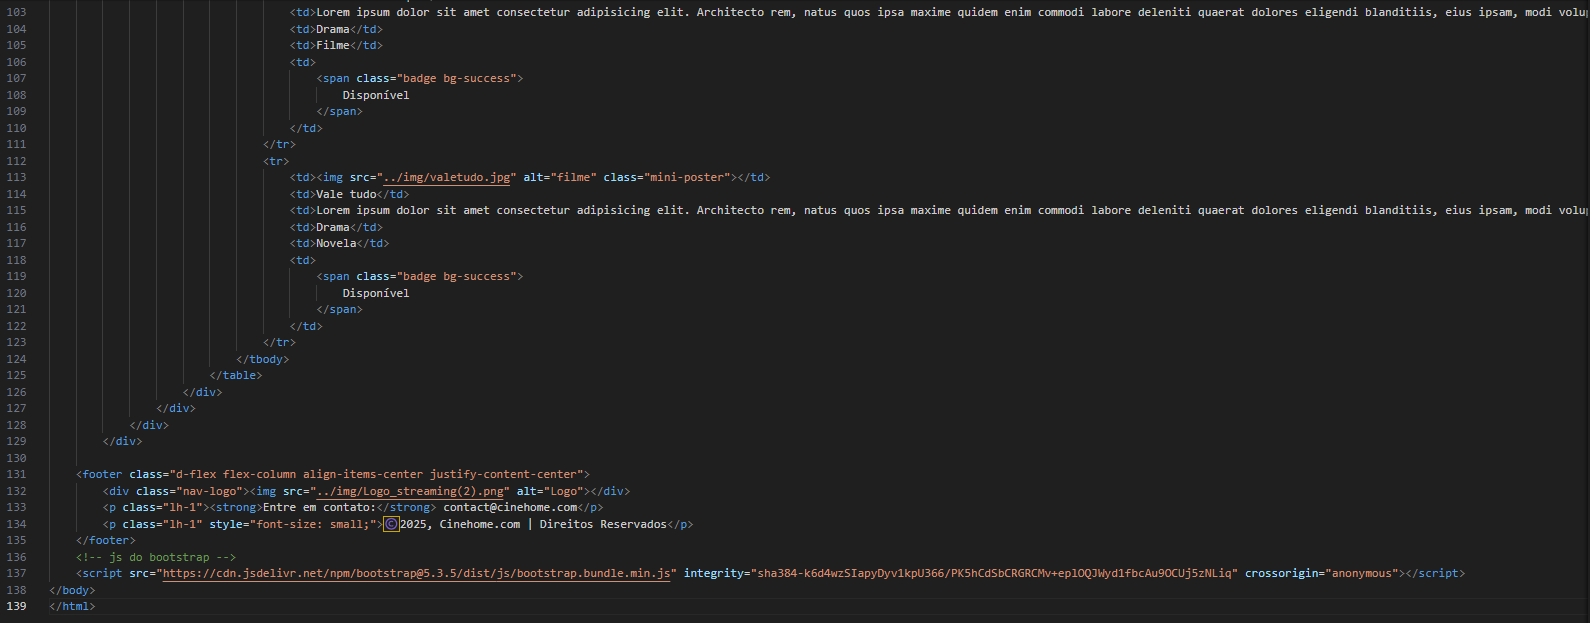 103 <td>Lorem ipsum dolor sit amet consectetur adipisicing elit. Architecto rem, natus quos ipsa maxime quidem enim commodi labore deleniti quaerat dolores eligendi blanditiis, eius ipsam, modi volu
104 <td>Drama</td>
105 <td>Filme</td>
106 <td>
107 <span class="badge bg-success">
108 Disponível
109 </span>
110 </td>
111 </tr>
112 <tr>
113 <td><img src="../img/valetudo.jpg" alt="filme" class="mini-poster"></td>
114 <td>Vale tudo</td>
115 <td>Lorem ipsum dolor sit amet consectetur adipisicing elit. Architecto rem, natus quos ipsa maxime quidem enim commodi labore deleniti quaerat dolores eligendi blanditiis, eius ipsam, modi volu
116 <td>Drama</td>
117 <td>Novela</td>
118 <td>
119 <span class="badge bg-success">
120 Disponível
121 </span>
122 </td>
123 </tr>
124 </tbody>
125 </table>
126 </div>
127 </div>
128 </div>
129 </div>
130
131 <footer class="d-flex flex-column align-items-center justify-content-center">
132 <div class="nav-logo"><img src="../img/Logo_streaming(2).png" alt="Logo"></div>
133 <p class="lh-1"><strong>Entre em contato:</strong> contact@cinehome.com</p>
134 <p class="lh-1" style="font-size: small;">©2025, Cinehome.com | Direitos Reservados</p>
135 </footer>
136 <!-- js do bootstrap -->
137 <script src="https://cdn.jsdelivr.net/npm/bootstrap@5.3.5/dist/js/bootstrap.bundle.min.js" integrity="sha384-k6d4wzSIapyDyv1kpU366/PK5hCdSbCRGRCMv+eplOQJWyd1fbcAu9OCUj5zNLiq" crossorigin="anonymous"></script>
138 </body>
139 </html>